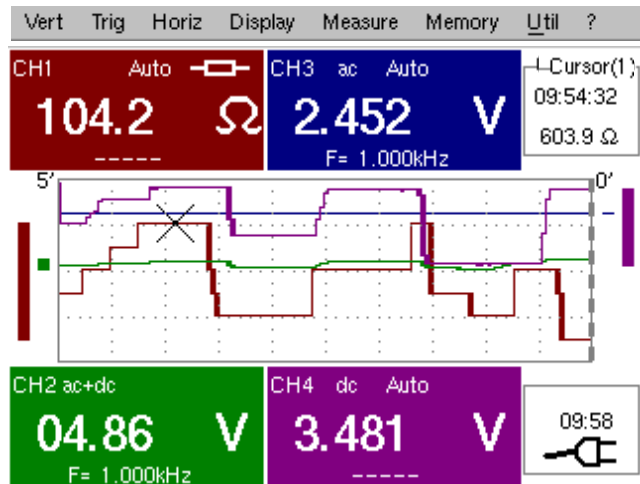 Vert Trig Horiz Display Measure Memory Util ?
CH1 Auto
104.2 Ω
-----
CH3 ac Auto
2.452 V
F= 1.000kHz
Cursor(1)
09:54:32
603.9 Ω
5' 0'
CH2 ac+dc
04.86 V
F= 1.000kHz
CH4 dc Auto
3.481 V
-----
09:58